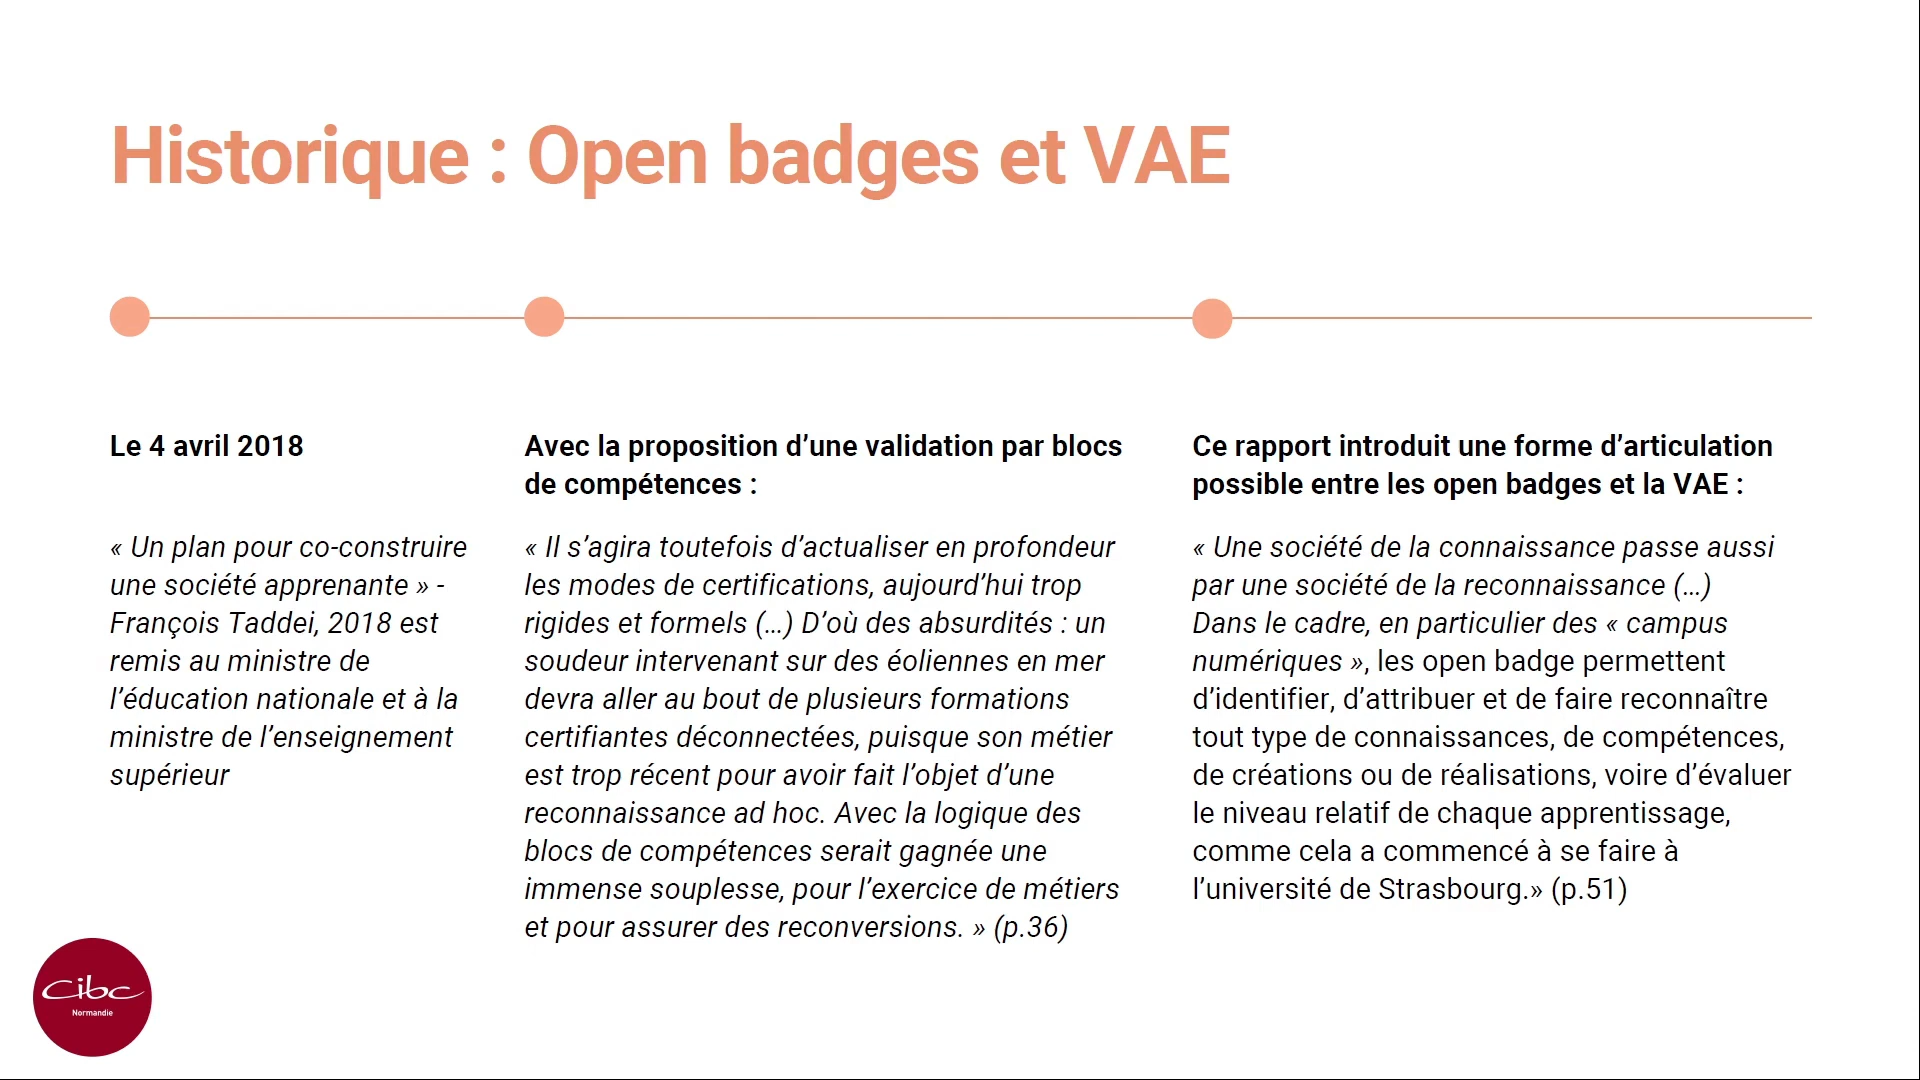 Historique : Open badges et VAE
Le 4 avril 2018
« Un plan pour co-construire
une société apprenante » -
François Taddei, 2018 est
remis au ministre de
l’éducation nationale et à la
ministre de l’enseignement
supérieur
Avec la proposition d’une validation par blocs
de compétences :
« Il s’agira toutefois d’actualiser en profondeur
les modes de certifications, aujourd’hui trop
rigides et formels (…) D’où des absurdités : un
soudeur intervenant sur des éoliennes en mer
devra aller au bout de plusieurs formations
certifiantes déconnectées, puisque son métier
est trop récent pour avoir fait l’objet d’une
reconnaissance ad hoc. Avec la logique des
blocs de compétences serait gagnée une
immense souplesse, pour l’exercice de métiers
et pour assurer des reconversions. » (p.36)
Ce rapport introduit une forme d’articulation
possible entre les open badges et la VAE :
« Une société de la connaissance passe aussi
par une société de la reconnaissance (…)
Dans le cadre, en particulier des « campus
numériques », les open badge permettent
d’identifier, d’attribuer et de faire reconnaître
tout type de connaissances, de compétences,
de créations ou de réalisations, voire d’évaluer
le niveau relatif de chaque apprentissage,
comme cela a commencé à se faire à
l’université de Strasbourg.» (p.51)
cibc
Normandie